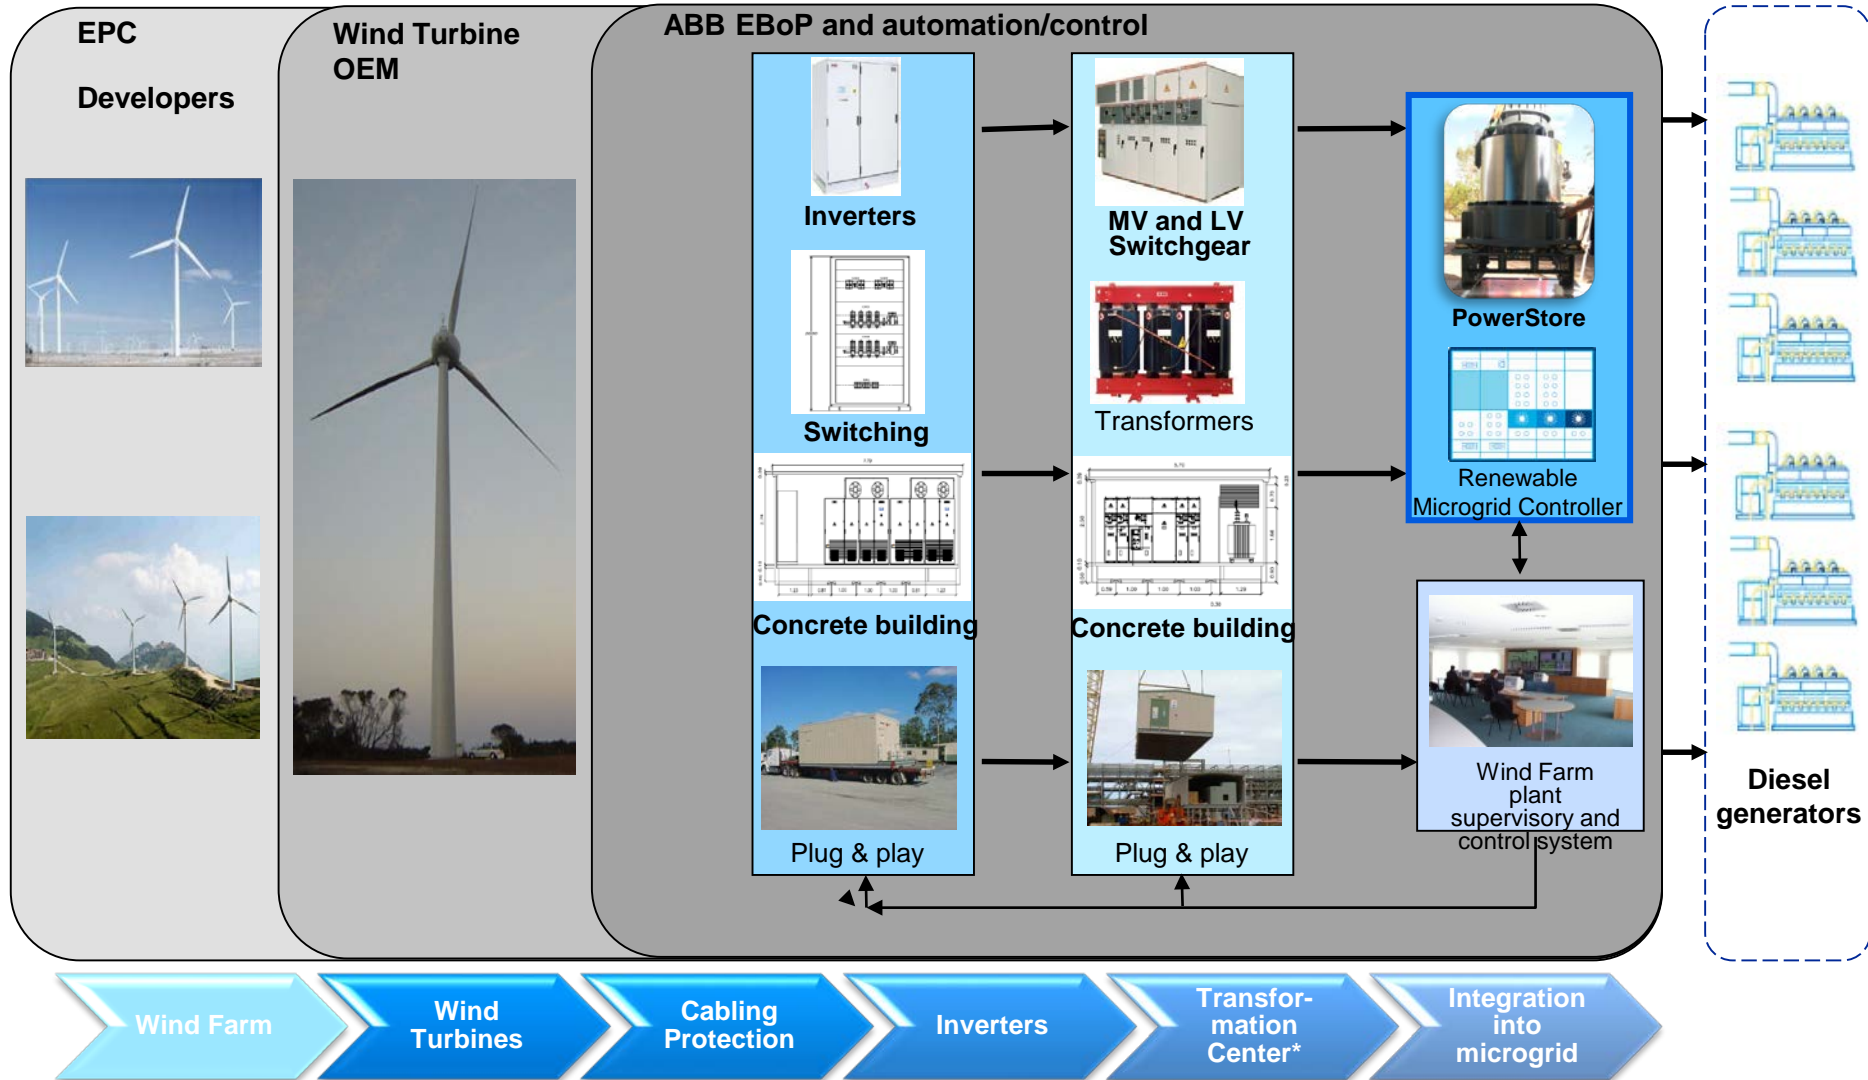 EPC
Developers
Wind Turbine
OEM
ABB EBoP and automation/control
Inverters
Switching
Concrete building
Plug & play
MV and LV
Switchgear
Transformers
Concrete building
Plug & play
PowerStore
Renewable
Microgrid Controller
Wind Farm
plant
supervisory and
control system
Diesel
generators
Wind Farm
Wind
Turbines
Cabling
Protection
Inverters
Transfor-
mation
Center*
Integration
into
microgrid